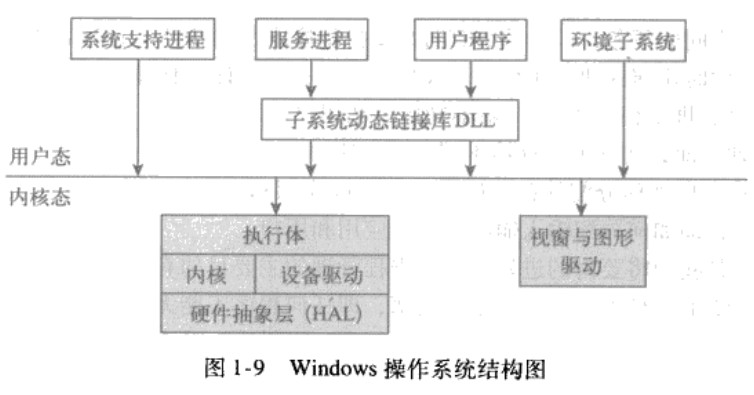 系统支持进程
服务进程
用户程序
环境子系统
子系统动态链接库DLL
用户态
内核态
执行体
内核
设备驱动
硬件抽象层（HAL）
视窗与图形
驱动
图 1-9 Windows 操作系统结构图